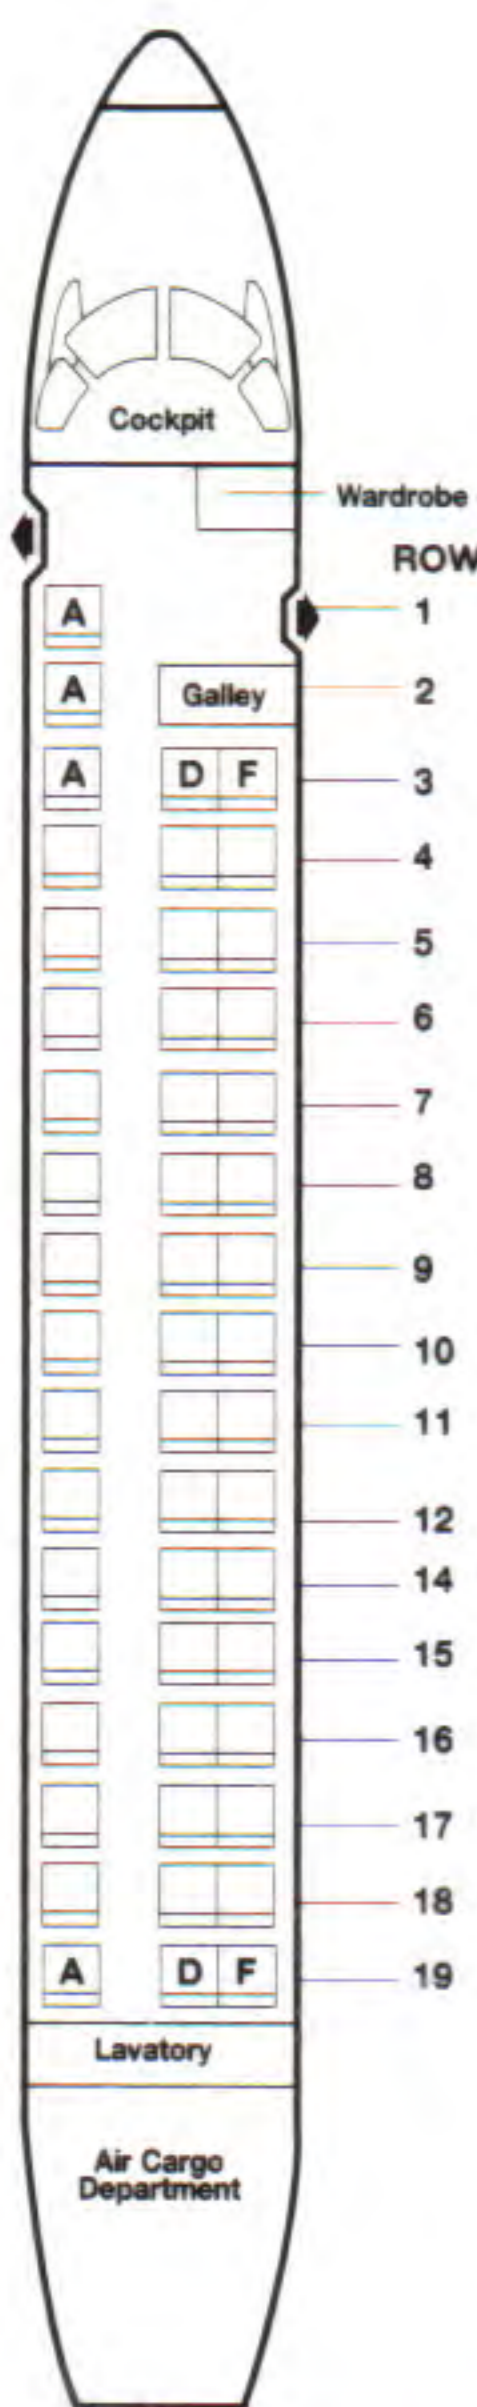 Cockpit
Wardrobe
ROW
A 1
A Galley 2
A D F 3
4
5
6
7
8
9
10
11
12
14
15
16
17
18
A D F 19
Lavatory
Air Cargo
Department